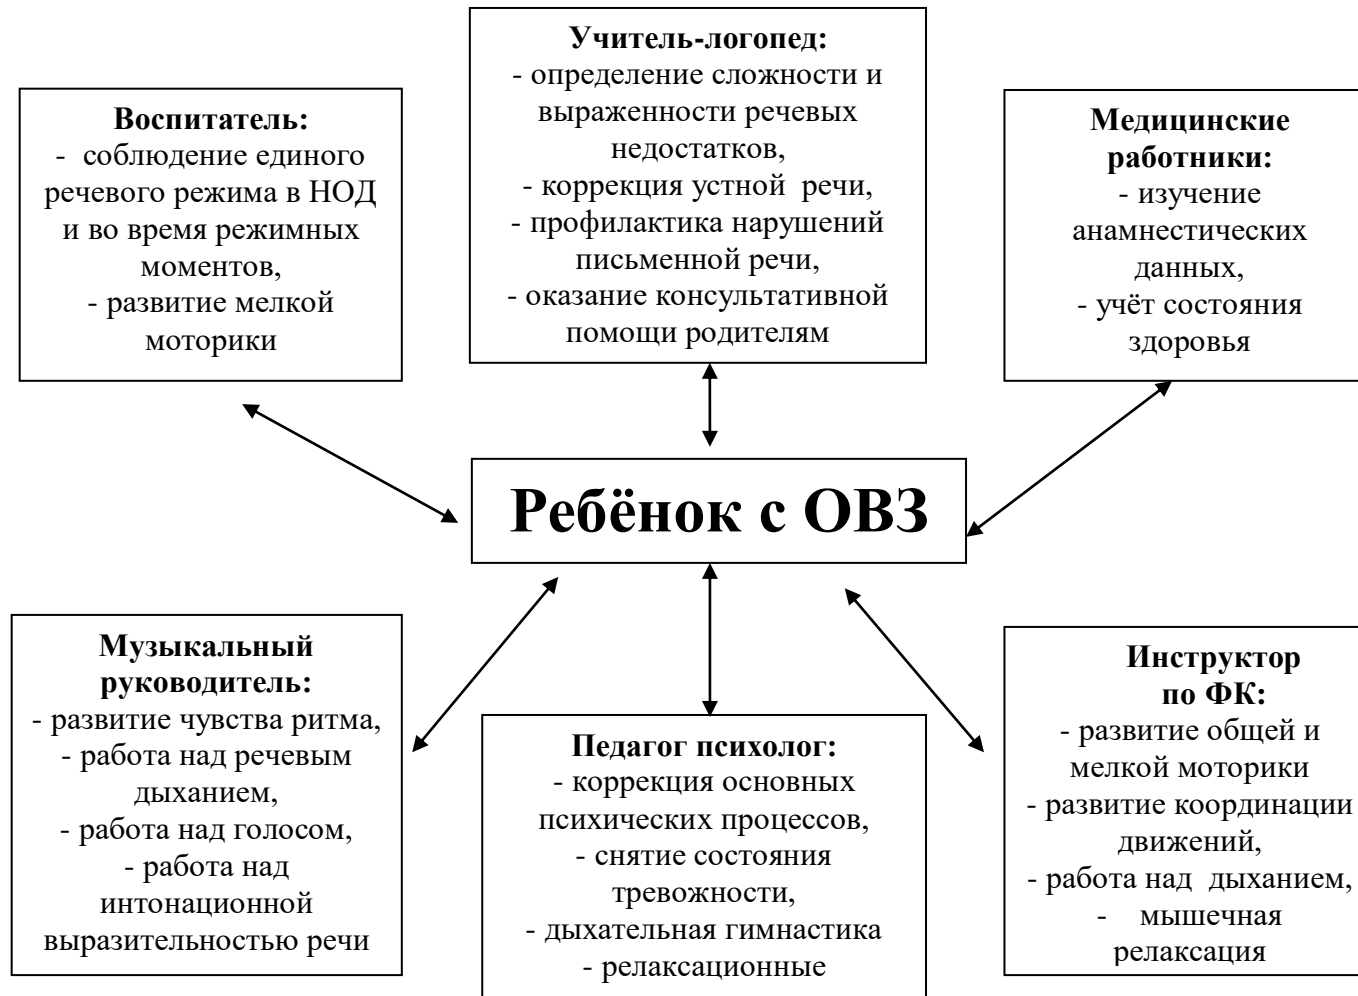 Воспитатель:
- соблюдение единого
речевого режима в НОД
и во время режимных
моментов,
- развитие мелкой
моторики
Учитель-логопед:
- определение сложности и
выраженности речевых
недостатков,
- коррекция устной речи,
- профилактика нарушений
письменной речи,
- оказание консультативной
помощи родителям
Медицинские
работники:
- изучение
анамнестических
данных,
- учёт состояния
здоровья
Ребёнок с ОВЗ
Музыкальный
руководитель:
- развитие чувства ритма,
- работа над речевым
дыханием,
- работа над голосом,
- работа над
интонационной
выразительностью речи
Педагог психолог:
- коррекция основных
психических процессов,
- снятие состояния
тревожности,
- дыхательная гимнастика
- релаксационные
Инструктор
по ФК:
- развитие общей и
мелкой моторики
- развитие координации
движений,
- работа над дыханием,
- мышечная
релаксация